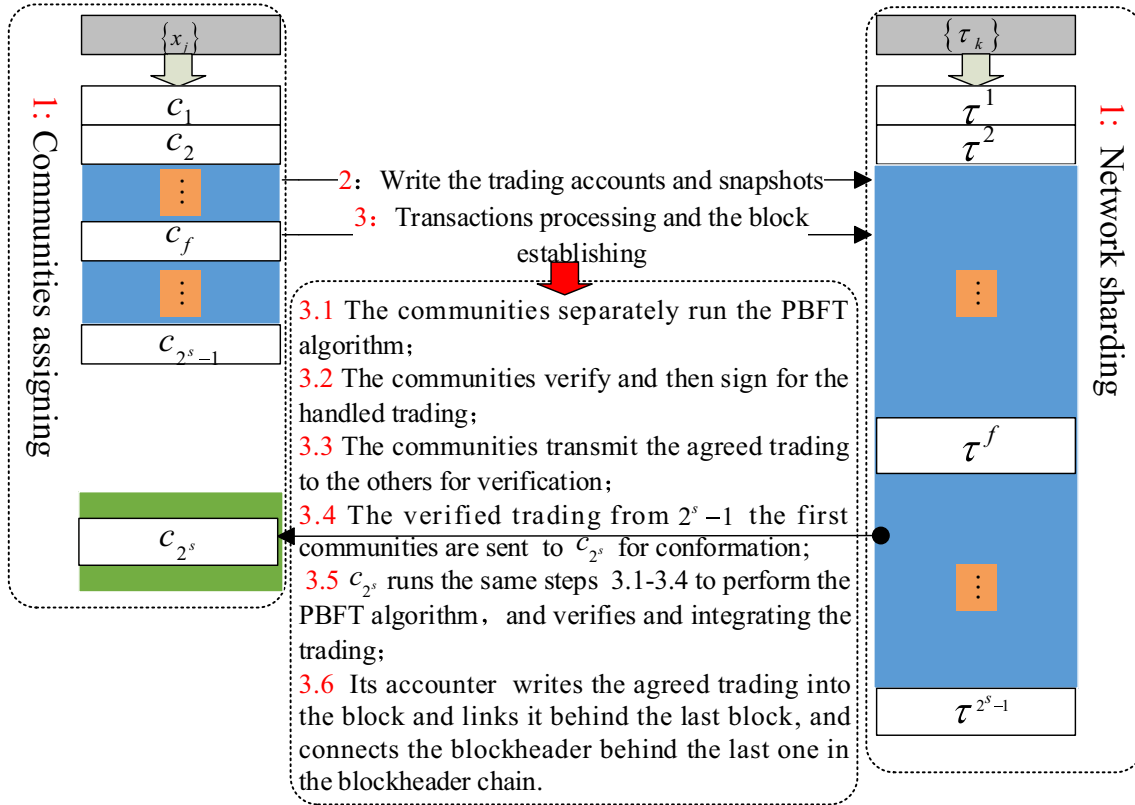 {x_j}
1: Communities assigning
c_1
c_2
⋮
c_f
⋮
c_{2^s-1}
c_{2^s}
2: Write the trading accounts and snapshots
3: Transactions processing and the block
establishing
3.1 The communities separately run the PBFT
algorithm;
3.2 The communities verify and then sign for the
handled trading;
3.3 The communities transmit the agreed trading
to the others for verification;
3.4 The verified trading from 2^s-1 the first
communities are sent to c_{2^s} for conformation;
3.5 c_{2^s} runs the same steps 3.1-3.4 to perform the
PBFT algorithm, and verifies and integrating the
trading;
3.6 Its accounter writes the agreed trading into
the block and links it behind the last block, and
connects the blockheader behind the last one in
the blockheader chain.
{τ_k}
1: Network sharding
τ^1
τ^2
⋮
τ^f
⋮
τ^{2^s-1}